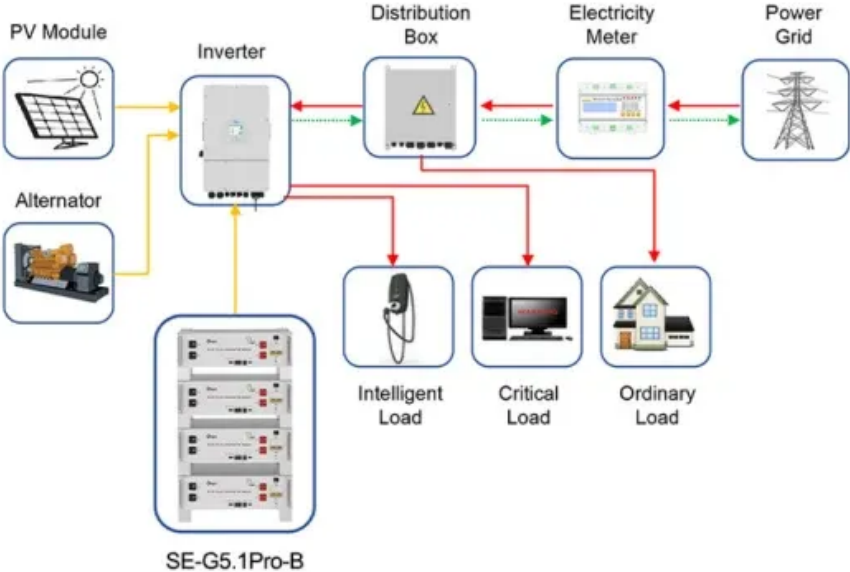 PV Module
Inverter
Distribution
Box
Electricity
Meter
Power
Grid
Alternator
Intelligent
Load
Critical
Load
Ordinary
Load
SE-G5.1Pro-B